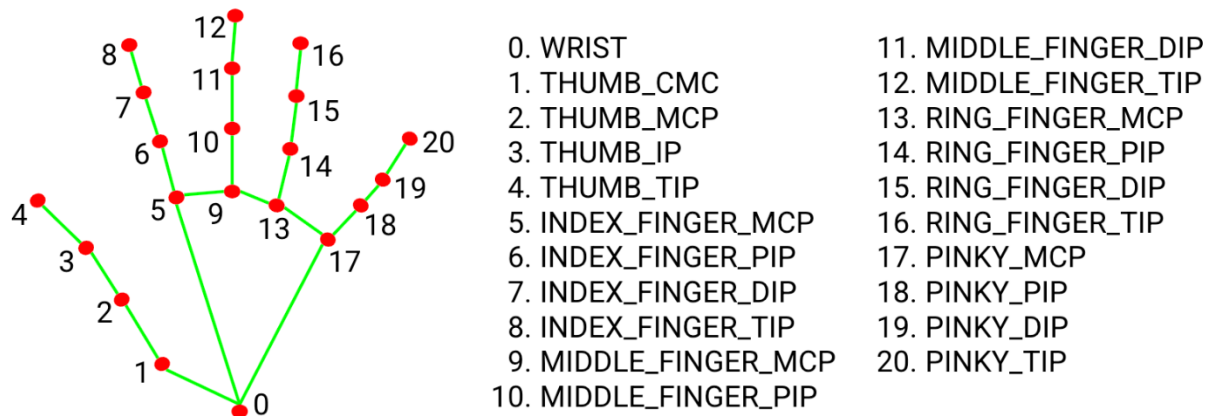 12
8
16
11
7
15
10
20
6
14
19
4
5
9
18
13
3
17
2
1
0
0. WRIST
1. THUMB_CMC
2. THUMB_MCP
3. THUMB_IP
4. THUMB_TIP
5. INDEX_FINGER_MCP
6. INDEX_FINGER_PIP
7. INDEX_FINGER_DIP
8. INDEX_FINGER_TIP
9. MIDDLE_FINGER_MCP
10. MIDDLE_FINGER_PIP
11. MIDDLE_FINGER_DIP
12. MIDDLE_FINGER_TIP
13. RING_FINGER_MCP
14. RING_FINGER_PIP
15. RING_FINGER_DIP
16. RING_FINGER_TIP
17. PINKY_MCP
18. PINKY_PIP
19. PINKY_DIP
20. PINKY_TIP